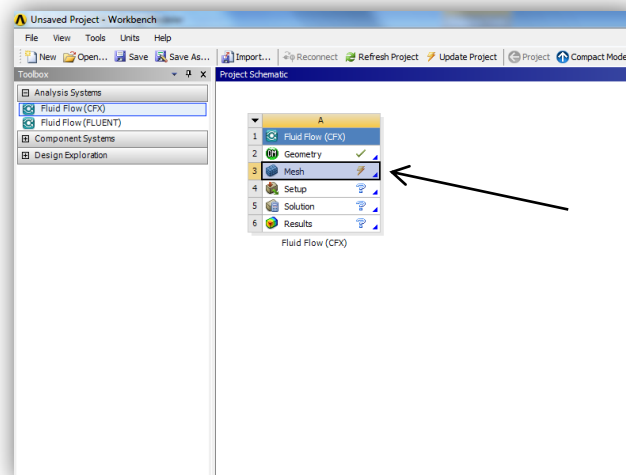 Unsaved Project - Workbench
File View Tools Units Help
New Open... Save Save As... Import... Reconnect Refresh Project Update Project Project Compact Mode
Toolbox
Project Schematic
Analysis Systems
Fluid Flow (CFX)
Fluid Flow (FLUENT)
Component Systems
Design Exploration
A
1 Fluid Flow (CFX)
2 Geometry
3 Mesh
4 Setup
5 Solution
6 Results
Fluid Flow (CFX)